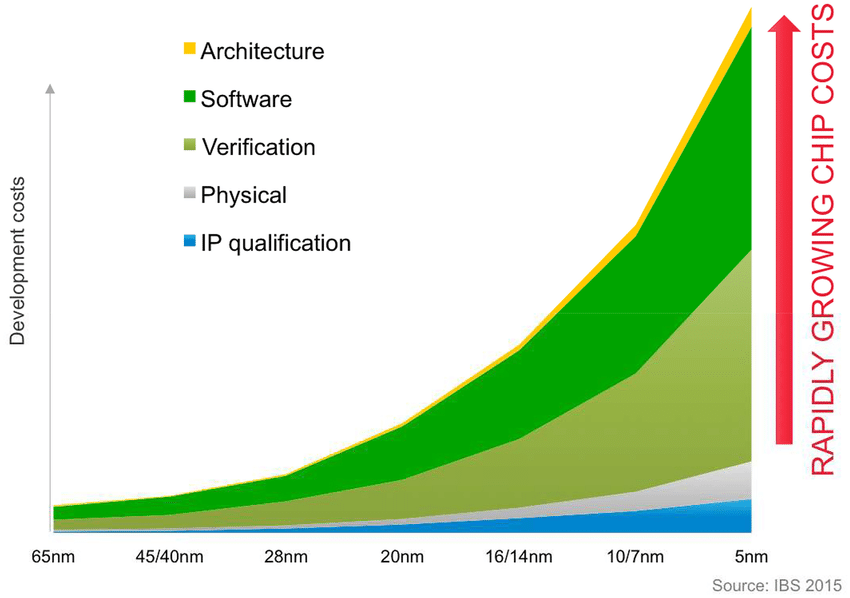 Architecture
Software
Verification
Physical
IP qualification
Development costs
RAPIDLY GROWING CHIP COSTS
65nm 45/40nm 28nm 20nm 16/14nm 10/7nm 5nm
Source: IBS 2015